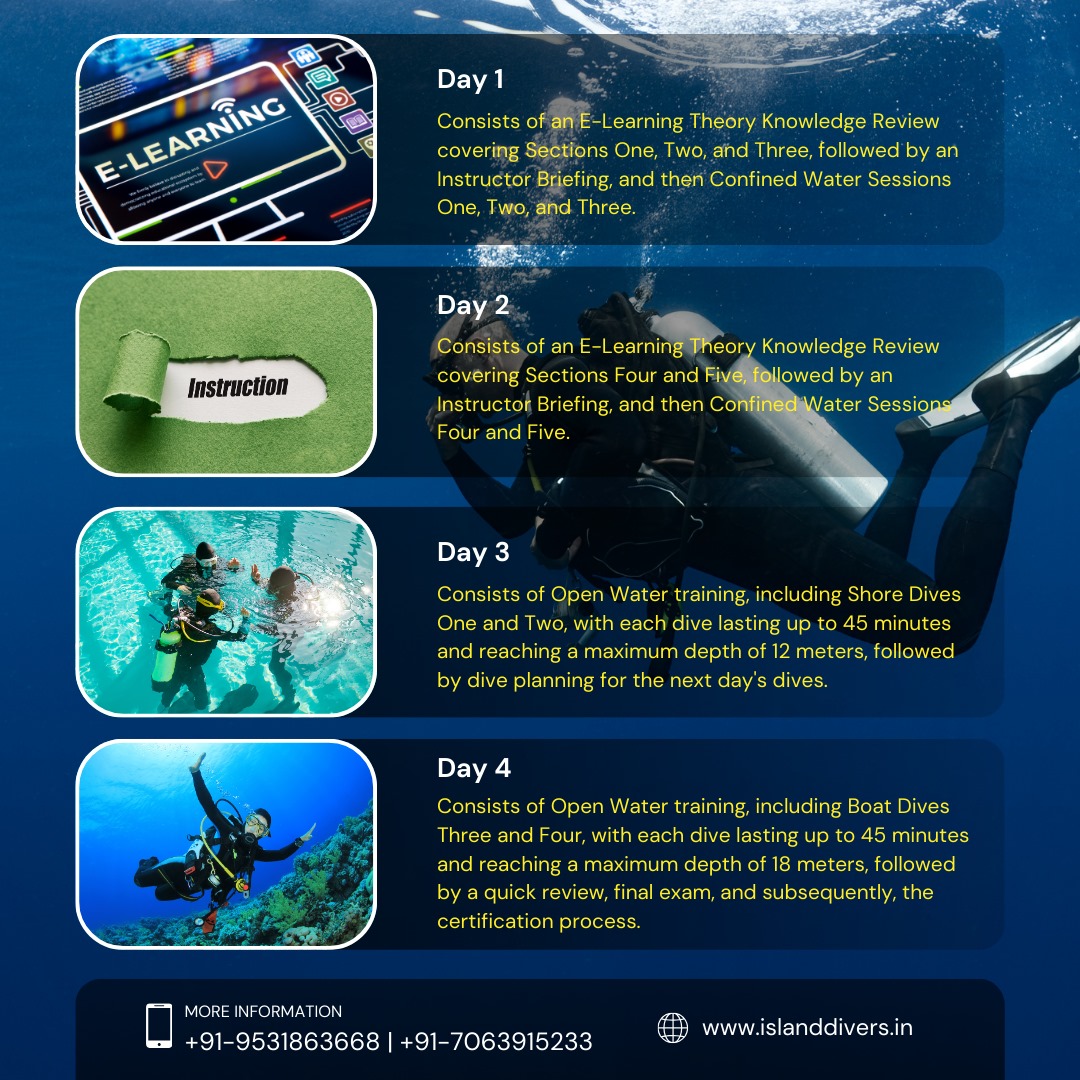 E-LEARNING
Day 1
Consists of an E-Learning Theory Knowledge Review
covering Sections One, Two, and Three, followed by an
Instructor Briefing, and then Confined Water Sessions
One, Two, and Three.
Instruction
Day 2
Consists of an E-Learning Theory Knowledge Review
covering Sections Four and Five, followed by an
Instructor Briefing, and then Confined Water Sessions
Four and Five.
Day 3
Consists of Open Water training, including Shore Dives
One and Two, with each dive lasting up to 45 minutes
and reaching a maximum depth of 12 meters, followed
by dive planning for the next day's dives.
Day 4
Consists of Open Water training, including Boat Dives
Three and Four, with each dive lasting up to 45 minutes
and reaching a maximum depth of 18 meters, followed
by a quick review, final exam, and subsequently, the
certification process.
MORE INFORMATION
+91-9531863668 | +91-7063915233
www.islanddivers.in